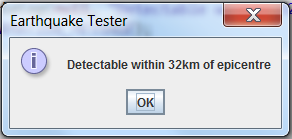 Earthquake Tester
Detectable within 32km of epicentre
OK